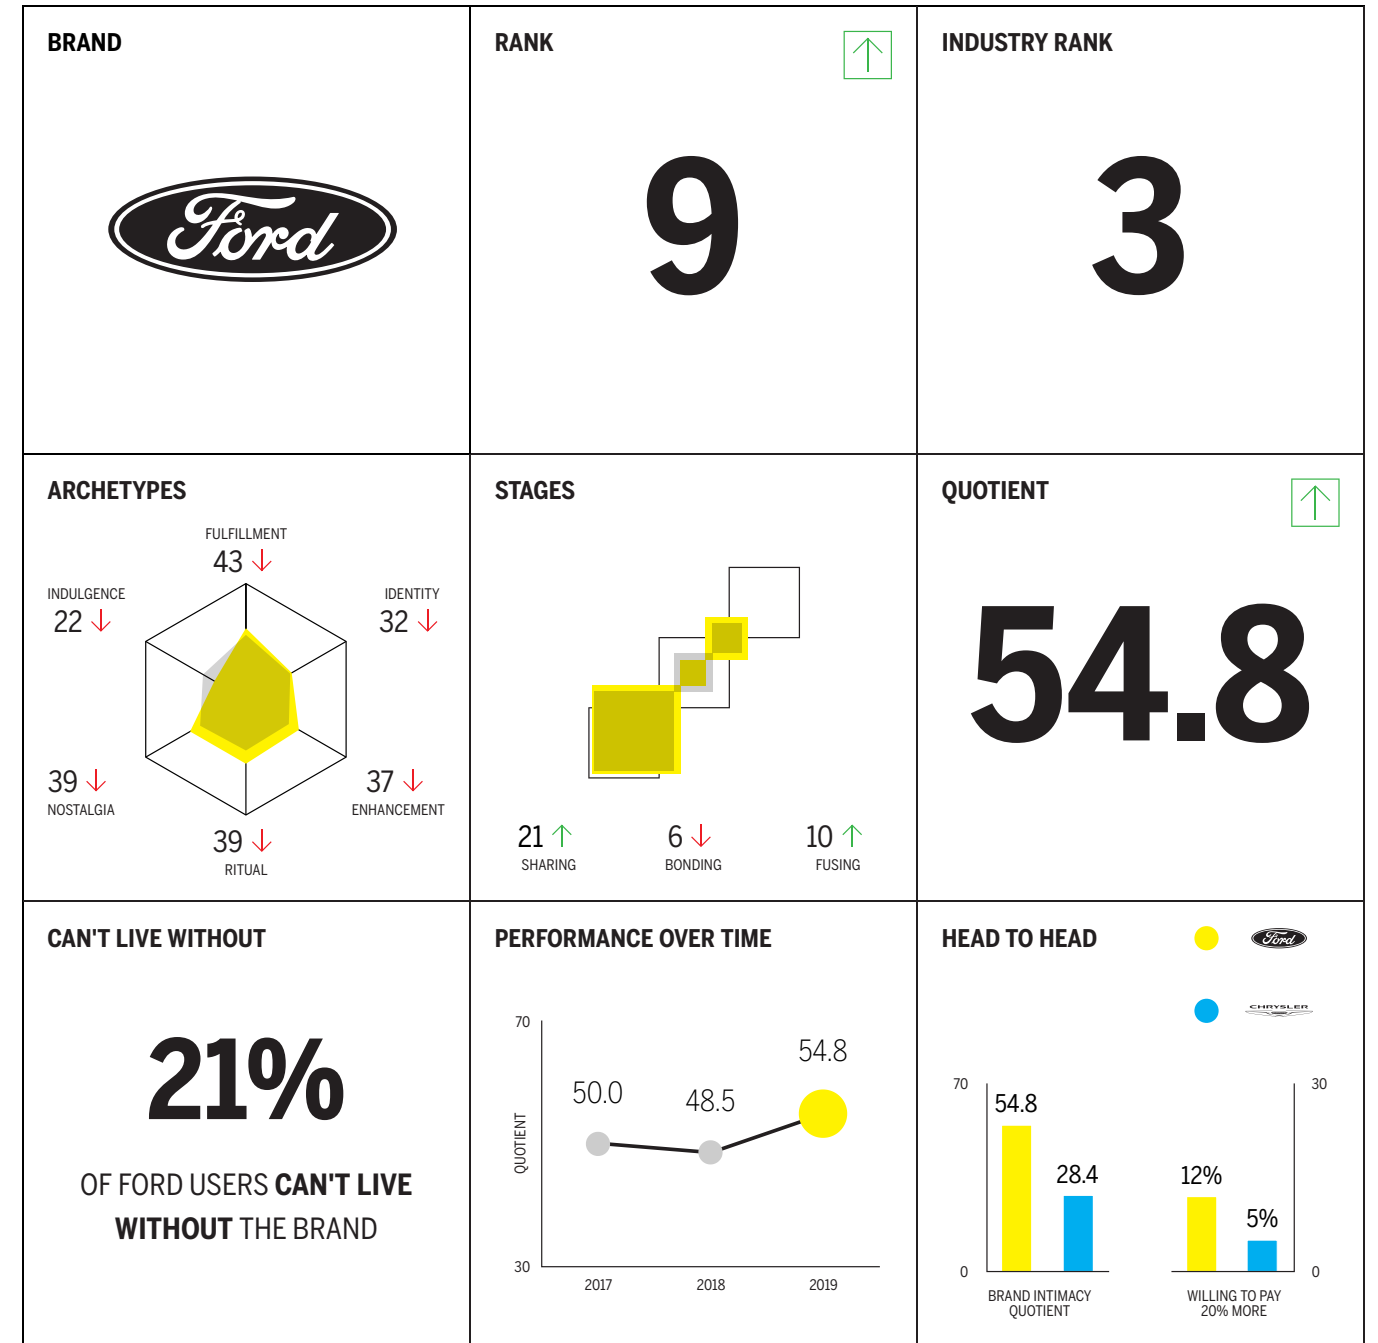 BRAND
Ford
RANK
9
INDUSTRY RANK
3
ARCHETYPES
FULFILLMENT
43
INDULGENCE
22
IDENTITY
32
39
NOSTALGIA
37
ENHANCEMENT
39
RITUAL
STAGES
21
SHARING
6
BONDING
10
FUSING
QUOTIENT
54.8
CAN'T LIVE WITHOUT
21%
OF FORD USERS CAN'T LIVE
WITHOUT THE BRAND
PERFORMANCE OVER TIME
70
QUOTIENT
30
50.0
48.5
54.8
2017
2018
2019
HEAD TO HEAD
Ford
CHRYSLER
70
0
54.8
28.4
BRAND INTIMACY
QUOTIENT
12%
5%
30
0
WILLING TO PAY
20% MORE